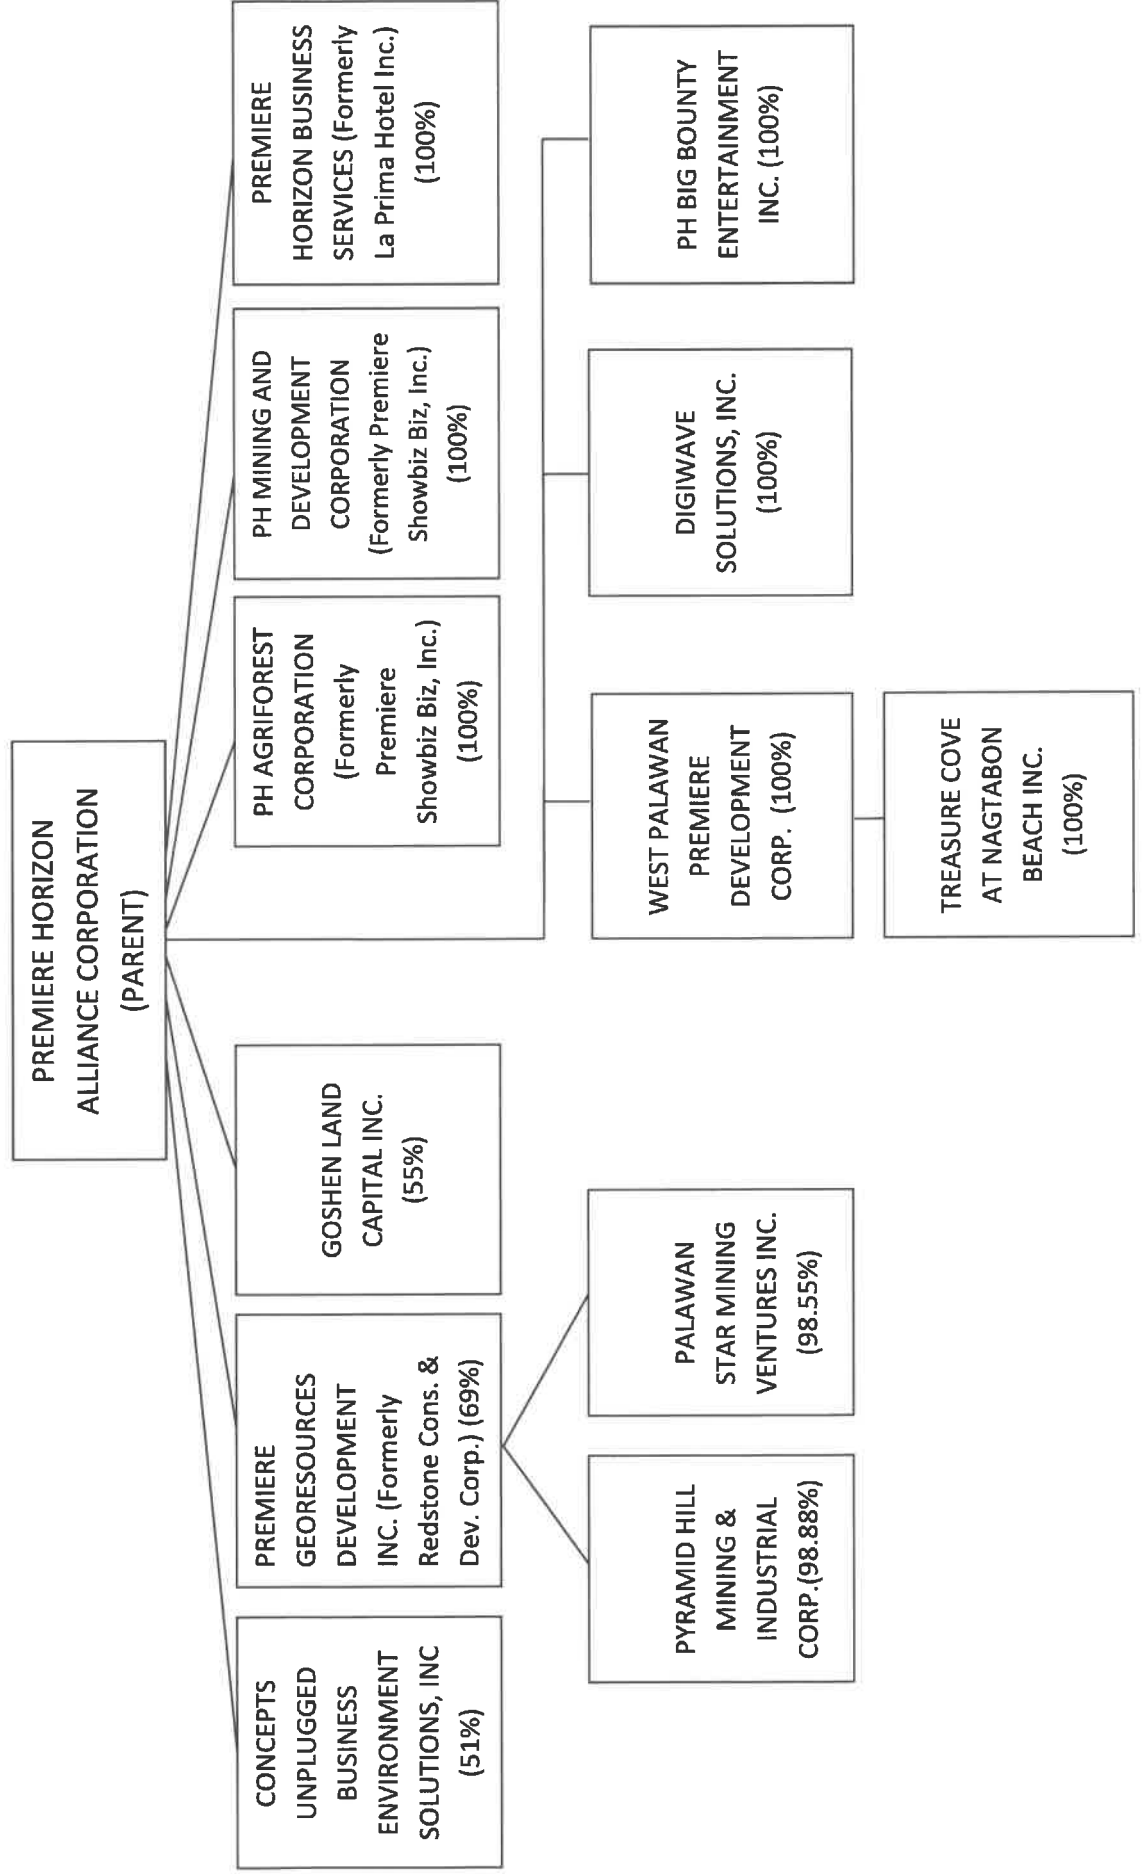 PREMIERE HORIZON
ALLIANCE CORPORATION
(PARENT)
CONCEPTS
UNPLUGGED
BUSINESS
ENVIRONMENT
SOLUTIONS, INC
(51%)
PREMIERE
GEORESOURCES
DEVELOPMENT
INC. (Formerly
Redstone Cons. &
Dev. Corp.) (69%)
GOSHEN LAND
CAPITAL INC.
(55%)
PH AGRIFOREST
CORPORATION
(Formerly
Premiere
Showbiz Biz, Inc.)
(100%)
PH MINING AND
DEVELOPMENT
CORPORATION
(Formerly Premiere
Showbiz Biz, Inc.)
(100%)
PREMIERE
HORIZON BUSINESS
SERVICES (Formerly
La Prima Hotel Inc.)
(100%)
PYRAMID HILL
MINING &
INDUSTRIAL
CORP.(98.88%)
PALAWAN
STAR MINING
VENTURES INC.
(98.55%)
WEST PALAWAN
PREMIERE
DEVELOPMENT
CORP. (100%)
DIGIWAVE
SOLUTIONS, INC.
(100%)
PH BIG BOUNTY
ENTERTAINMENT
INC. (100%)
TREASURE COVE
AT NAGTABON
BEACH INC.
(100%)